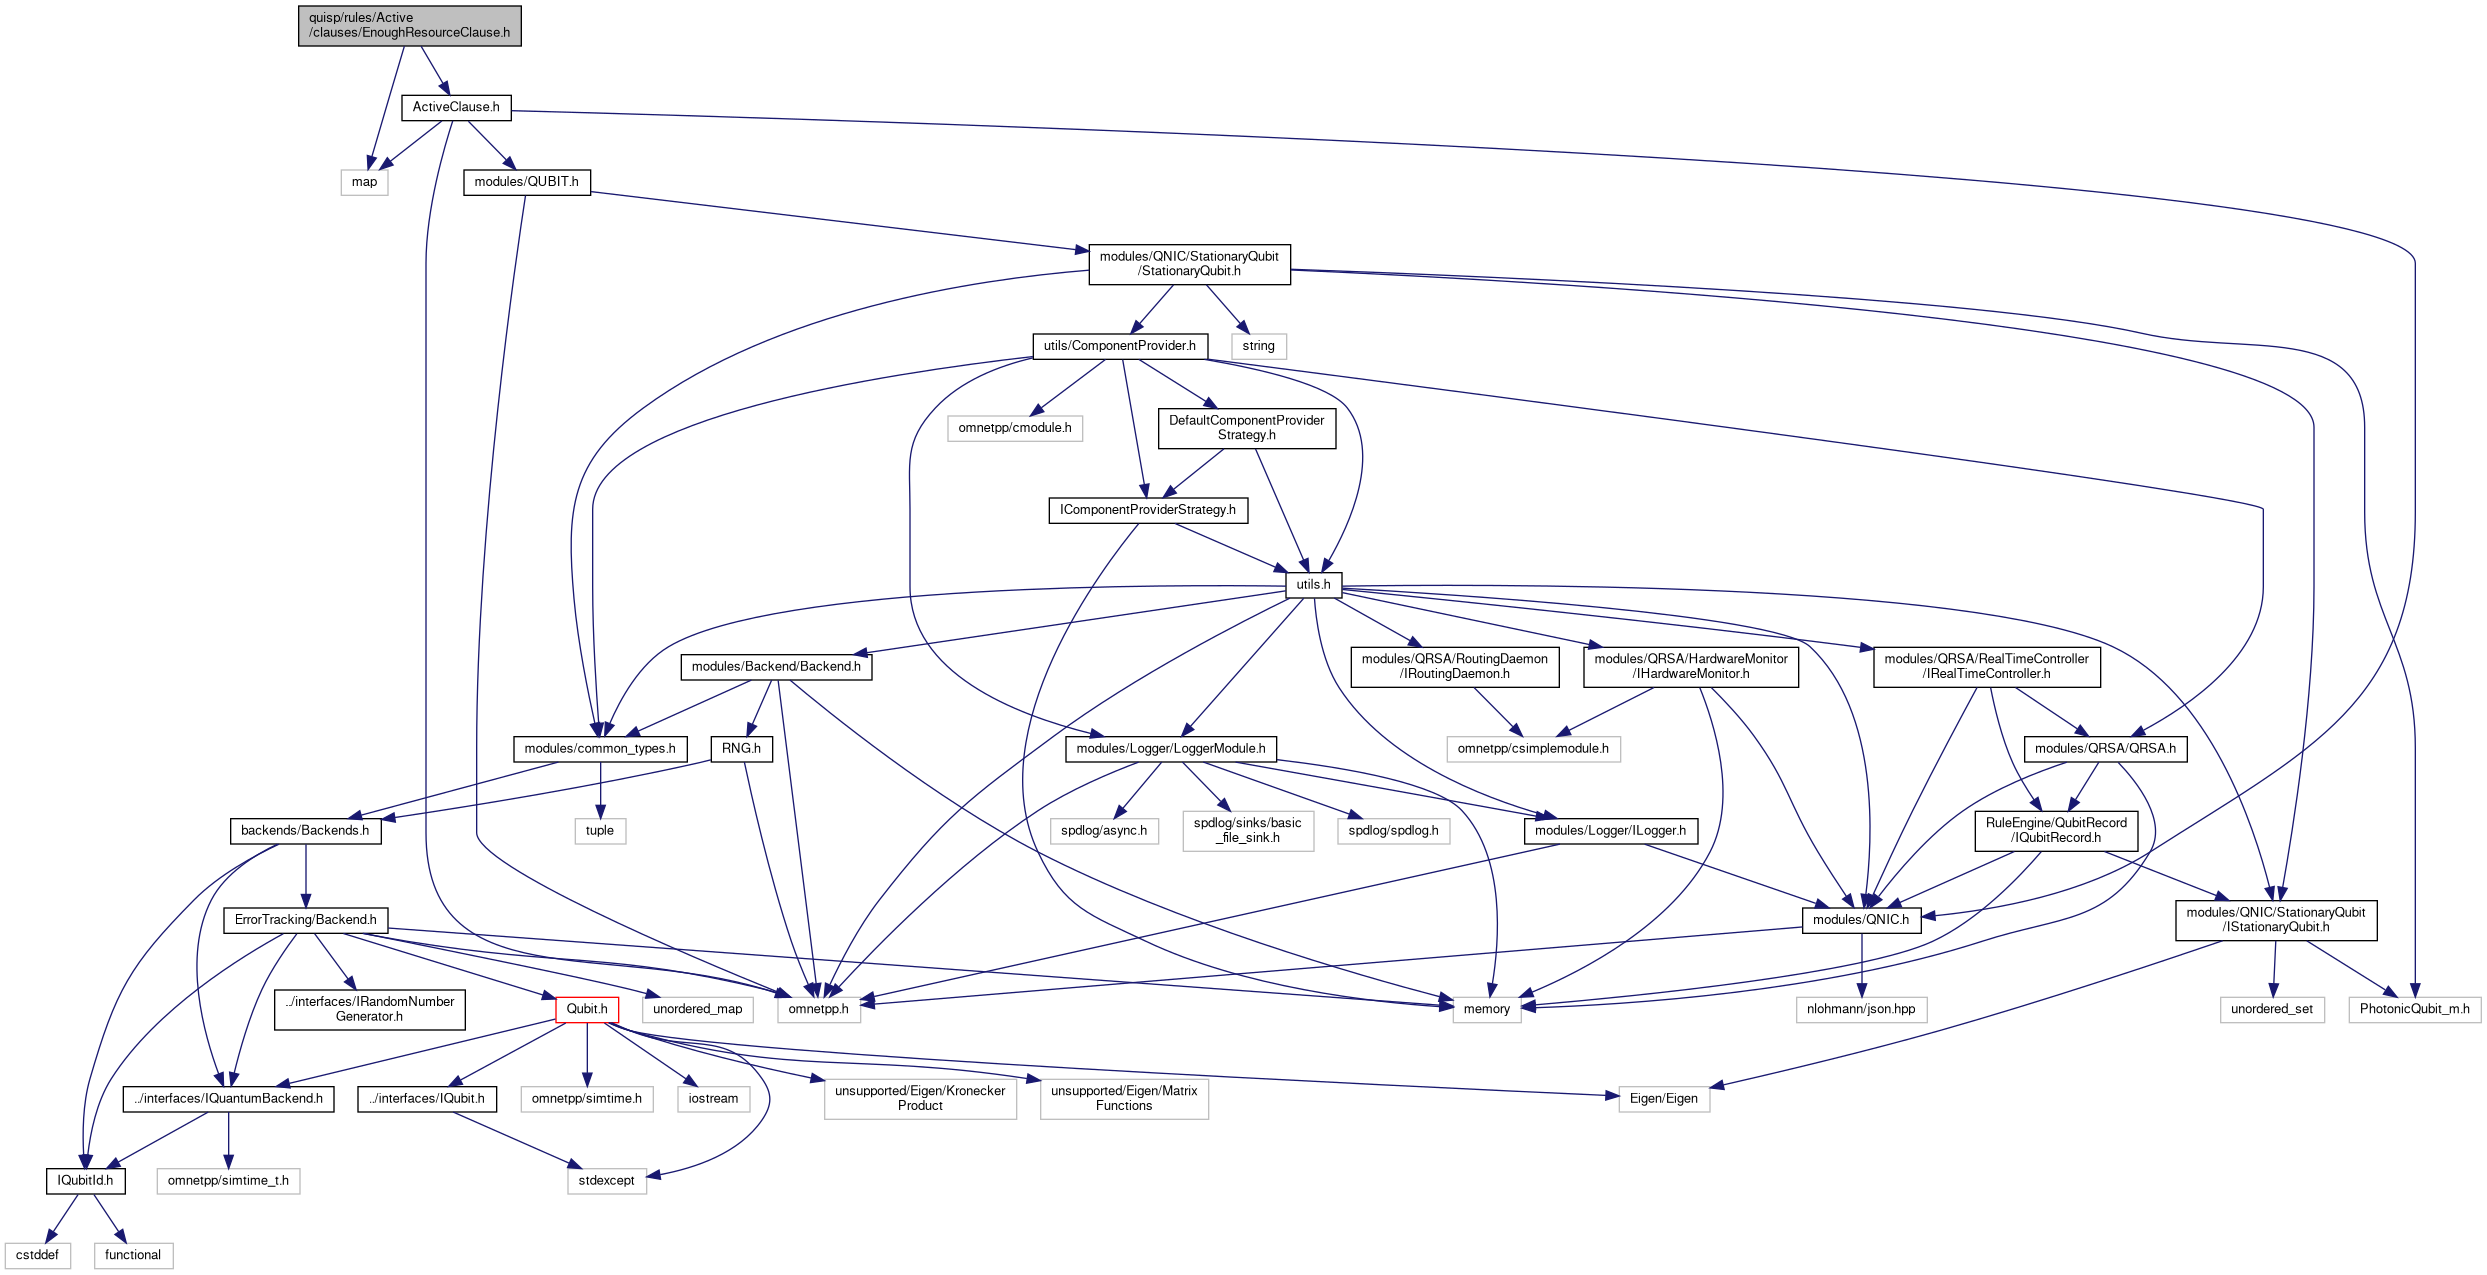 quisp/rules/Active
/clauses/EnoughResourceClause.h
ActiveClause.h
map
modules/QUBIT.h
modules/QNIC/StationaryQubit
/StationaryQubit.h
utils/ComponentProvider.h
string
omnetpp/cmodule.h
DefaultComponentProvider
Strategy.h
IComponentProviderStrategy.h
utils.h
modules/Backend/Backend.h
modules/QRSA/RoutingDaemon
/IRoutingDaemon.h
modules/QRSA/HardwareMonitor
/IHardwareMonitor.h
modules/QRSA/RealTimeController
/IRealTimeController.h
modules/common_types.h
RNG.h
modules/Logger/LoggerModule.h
omnetpp/csimplemodule.h
modules/QRSA/QRSA.h
backends/Backends.h
tuple
spdlog/async.h
spdlog/sinks/basic
_file_sink.h
spdlog/spdlog.h
modules/Logger/ILogger.h
RuleEngine/QubitRecord
/IQubitRecord.h
ErrorTracking/Backend.h
modules/QNIC.h
modules/QNIC/StationaryQubit
/IStationaryQubit.h
../interfaces/IRandomNumber
Generator.h
Qubit.h
unordered_map
omnetpp.h
memory
nlohmann/json.hpp
unordered_set
PhotonicQubit_m.h
../interfaces/IQuantumBackend.h
../interfaces/IQubit.h
omnetpp/simtime.h
iostream
unsupported/Eigen/Kronecker
Product
unsupported/Eigen/Matrix
Functions
Eigen/Eigen
IQubitId.h
omnetpp/simtime_t.h
stdexcept
cstddef
functional